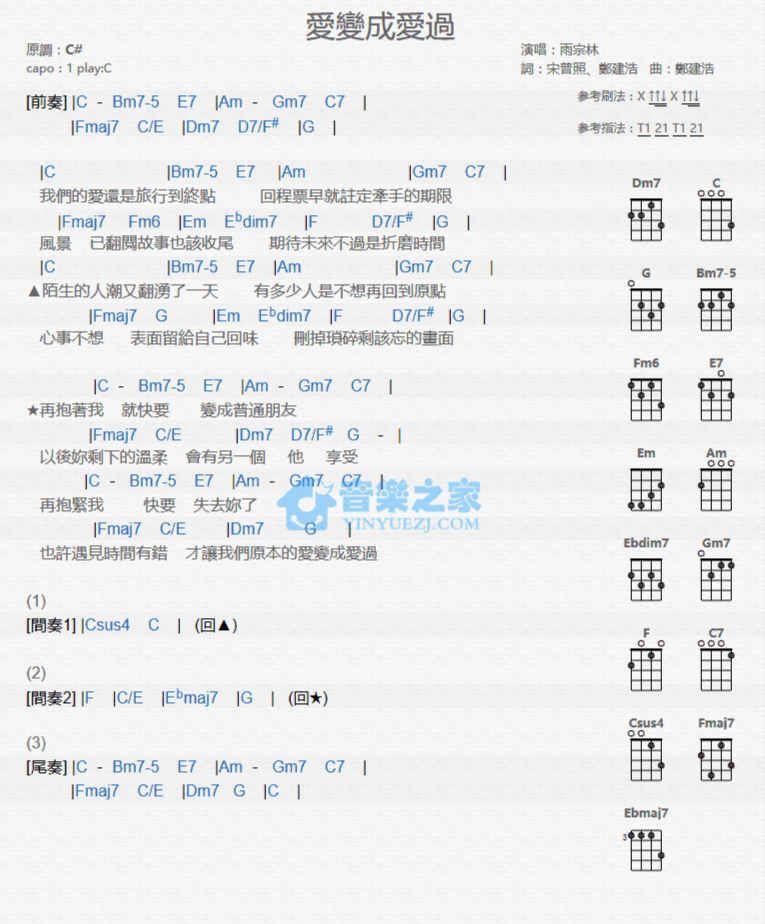 愛變成愛過
原調：C#
capo：1 play:C
演唱：雨宗林
詞：宋普照、鄭建浩 曲：鄭建浩
參考刷法：X ↑↑↓ X ↑↑↓
參考指法：T1 21 T1 21
[前奏] |C - Bm7-5 E7 |Am - Gm7 C7 |
|Fmaj7 C/E |Dm7 D7/F# |G |
|C |Bm7-5 E7 |Am |Gm7 C7 |
我們的愛還是旅行到終點 回程票早就註定牽手的期限
|Fmaj7 Fm6 |Em Ebdim7 |F D7/F# |G |
風景 已翻閱故事也該收尾 期待未來不過是折磨時間
|C |Bm7-5 E7 |Am |Gm7 C7 |
▲陌生的人潮又翻湧了一天 有多少人是不想再回到原點
|Fmaj7 G |Em Ebdim7 |F D7/F# |G |
心事不想 表面留給自己回味 刪掉瑣碎剩該忘的畫面
|C - Bm7-5 E7 |Am - Gm7 C7 |
★再抱著我 就快要 變成普通朋友
|Fmaj7 C/E |Dm7 D7/F# G - |
以後妳剩下的溫柔 會有另一個 他 享受
|C - Bm7-5 E7 |Am - Gm7 C7 |
再抱緊我 快要 失去妳了
|Fmaj7 C/E |Dm7 G |
也許遇見時間有錯 才讓我們原本的愛變成愛過
音樂之家
YINYUEZJ.COM
(1)
[間奏1] |Csus4 C | (回▲)
(2)
[間奏2] |F |C/E |Ebmaj7 |G | (回★)
(3)
[尾奏] |C - Bm7-5 E7 |Am - Gm7 C7 |
|Fmaj7 C/E |Dm7 G |C |
Dm7 C
G Bm7-5
Fm6 E7
Em Am
Ebdim7 Gm7
F C7
Csus4 Fmaj7
Ebmaj7
3